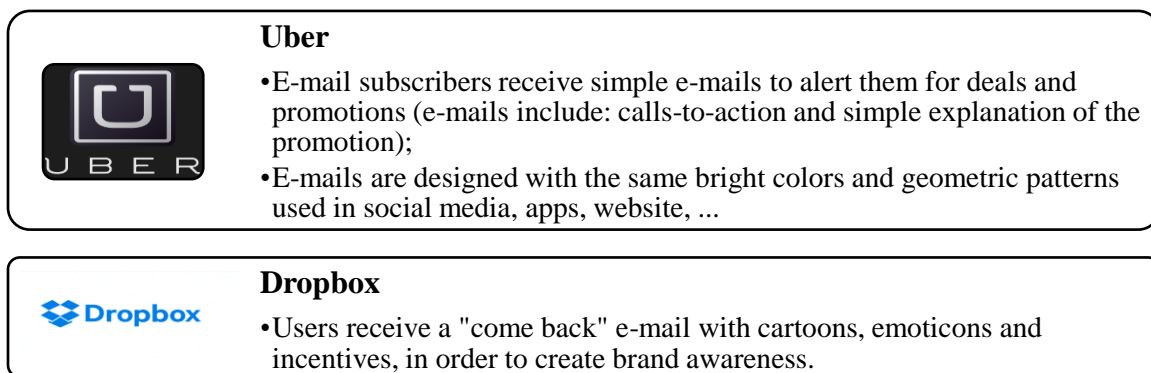 Uber
•E-mail subscribers receive simple e-mails to alert them for deals and
promotions (e-mails include: calls-to-action and simple explanation of the
promotion);
•E-mails are designed with the same bright colors and geometric patterns
used in social media, apps, website, ...
U
UBER
Dropbox
•Users receive a "come back" e-mail with cartoons, emoticons and
incentives, in order to create brand awareness.
Dropbox